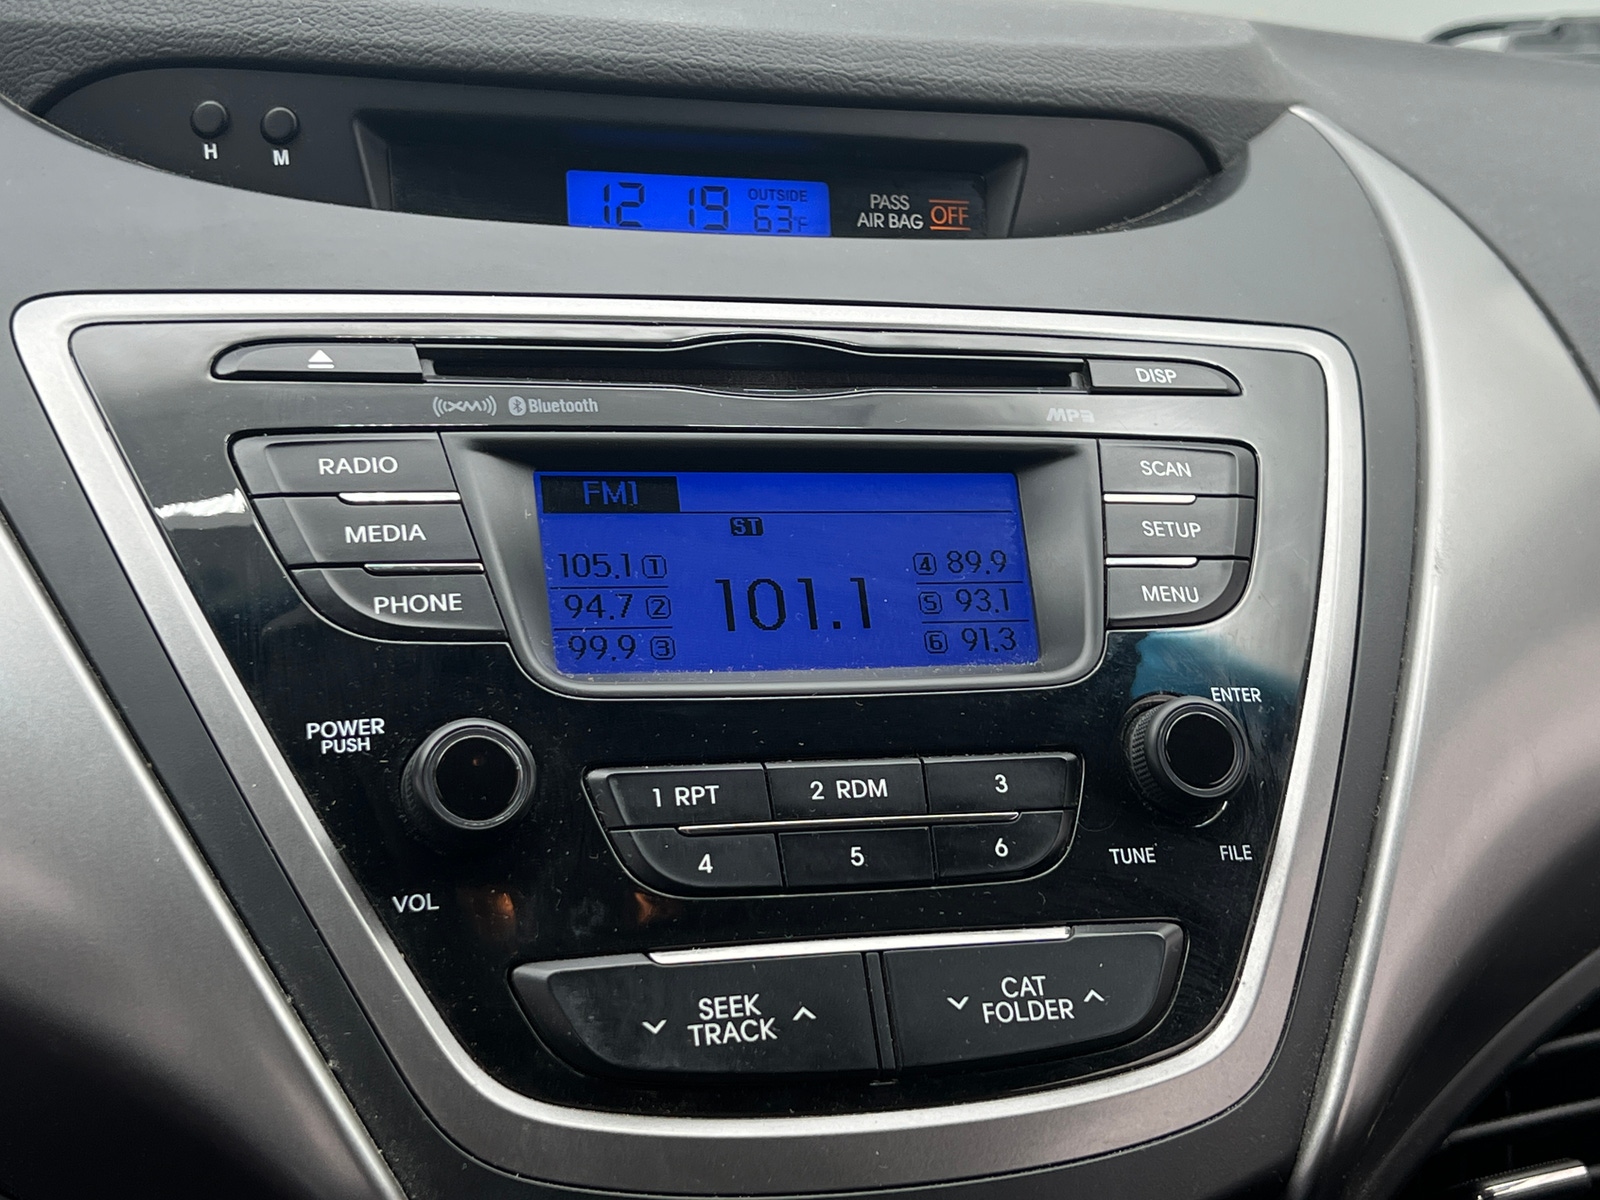 H
M
12 19
OUTSIDE
63°F
PASS
AIR BAG
OFF
DISP
((XM))
Bluetooth
MP3
RADIO
MEDIA
PHONE
SCAN
SETUP
MENU
FM1
ST
105.1 1
94.7 2
99.9 3
101.1
4 89.9
5 93.1
6 91.3
POWER
PUSH
VOL
ENTER
TUNE
FILE
1 RPT
2 RDM
3
4
5
6
SEEK
TRACK
CAT
FOLDER